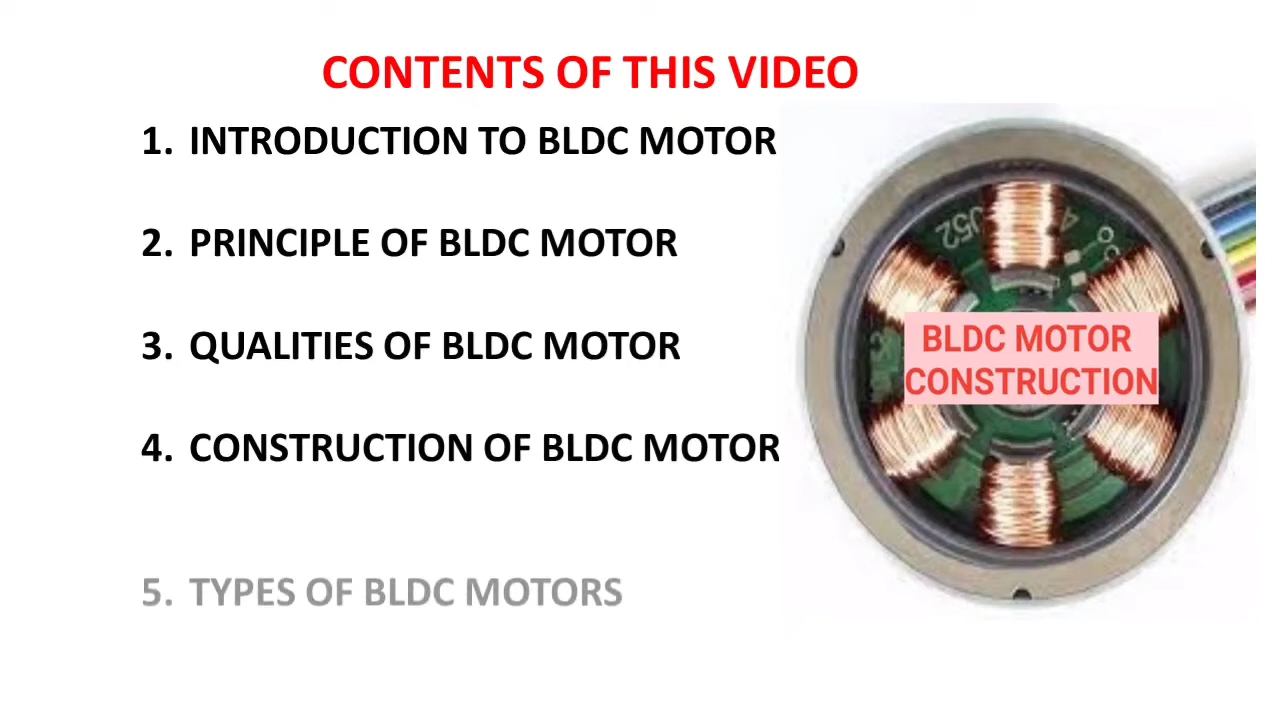 CONTENTS OF THIS VIDEO
1. INTRODUCTION TO BLDC MOTOR
2. PRINCIPLE OF BLDC MOTOR
3. QUALITIES OF BLDC MOTOR
4. CONSTRUCTION OF BLDC MOTOR
5. TYPES OF BLDC MOTORS
BLDC MOTOR
CONSTRUCTION